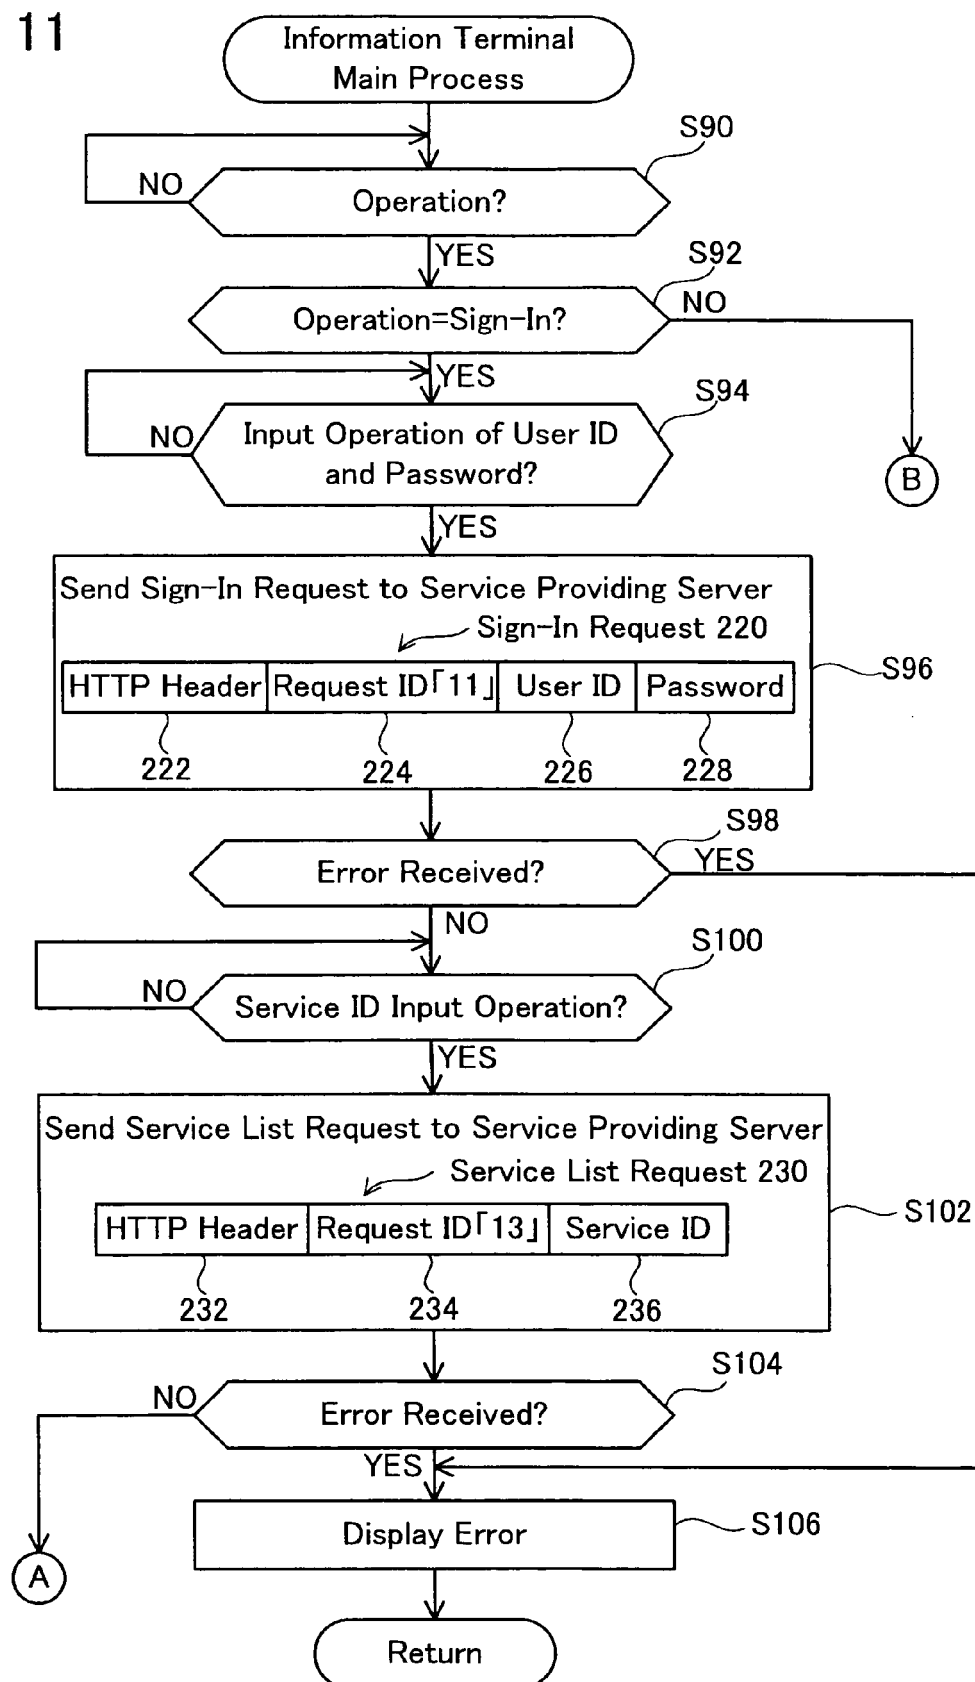 11
Information Terminal
Main Process
S90
NO
Operation?
YES
S92
NO
Operation=Sign-In?
YES
S94
NO
Input Operation of User ID
and Password?
B
YES
Send Sign-In Request to Service Providing Server
Sign-In Request 220
HTTP Header Request ID「11」 User ID Password
S96
222 224 226 228
S98
Error Received?
YES
NO
S100
NO
Service ID Input Operation?
YES
Send Service List Request to Service Providing Server
Service List Request 230
HTTP Header Request ID「13」 Service ID
S102
232 234 236
S104
NO
Error Received?
YES
Display Error
S106
A
Return